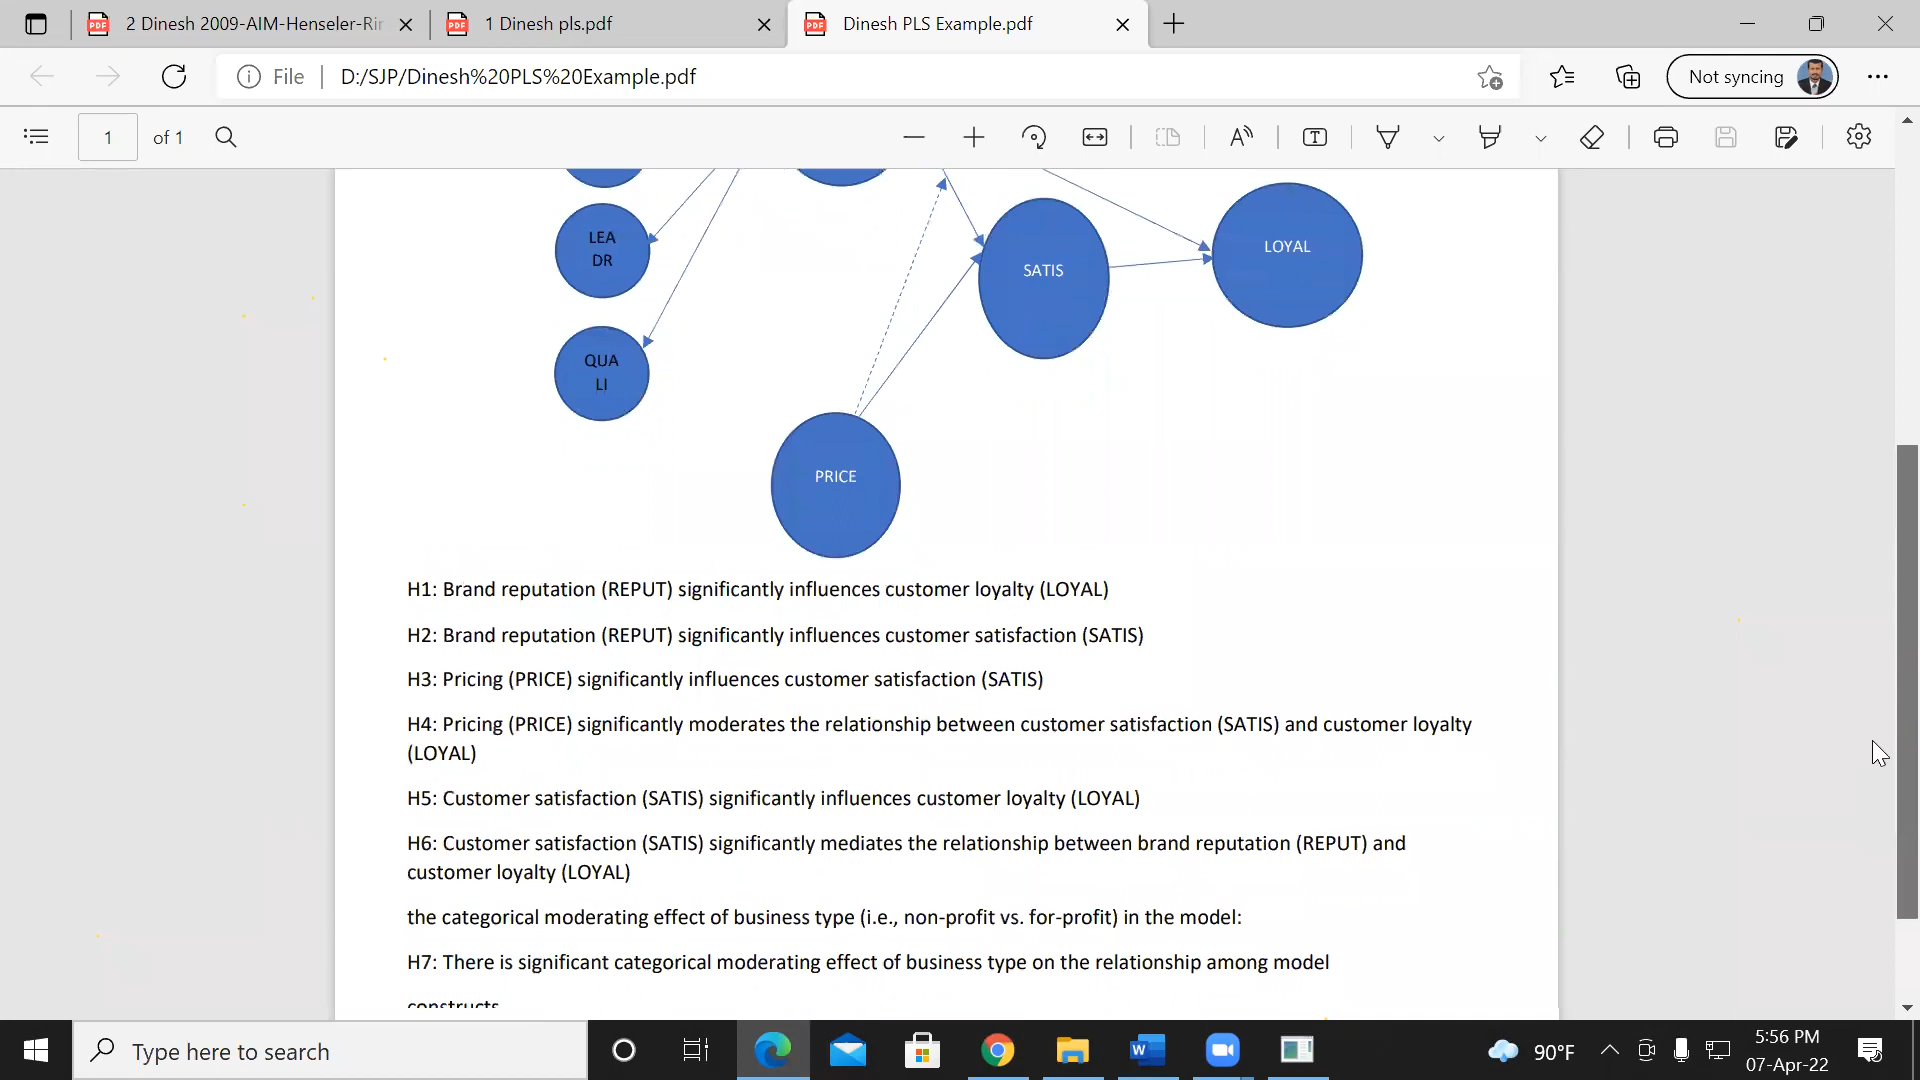 2 Dinesh 2009-AIM-Henseler-Rin
1 Dinesh pls.pdf
Dinesh PLS Example.pdf
File
D:/SJP/Dinesh%20PLS%20Example.pdf
Not syncing
1
of 1
LEA
DR
SATIS
LOYAL
QUA
LI
PRICE
H1: Brand reputation (REPUT) significantly influences customer loyalty (LOYAL)
H2: Brand reputation (REPUT) significantly influences customer satisfaction (SATIS)
H3: Pricing (PRICE) significantly influences customer satisfaction (SATIS)
H4: Pricing (PRICE) significantly moderates the relationship between customer satisfaction (SATIS) and customer loyalty
(LOYAL)
H5: Customer satisfaction (SATIS) significantly influences customer loyalty (LOYAL)
H6: Customer satisfaction (SATIS) significantly mediates the relationship between brand reputation (REPUT) and
customer loyalty (LOYAL)
the categorical moderating effect of business type (i.e., non-profit vs. for-profit) in the model:
H7: There is significant categorical moderating effect of business type on the relationship among model
constructs
Type here to search
90°F
5:56 PM
07-Apr-22